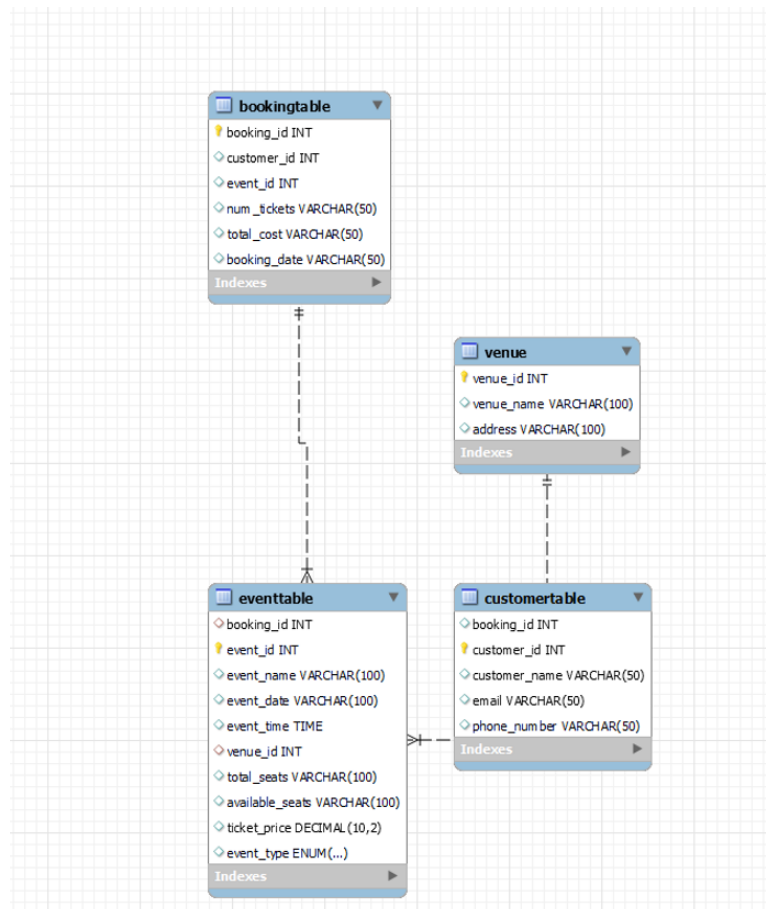 bookingtable
booking_id INT
customer_id INT
event_id INT
num_tickets VARCHAR(50)
total_cost VARCHAR(50)
booking_date VARCHAR(50)
Indexes
venue
venue_id INT
venue_name VARCHAR(100)
address VARCHAR(100)
Indexes
eventtable
booking_id INT
event_id INT
event_name VARCHAR(100)
event_date VARCHAR(100)
event_time TIME
venue_id INT
total_seats VARCHAR(100)
available_seats VARCHAR(100)
ticket_price DECIMAL(10,2)
event_type ENUM(...)
Indexes
customertable
booking_id INT
customer_id INT
customer_name VARCHAR(50)
email VARCHAR(50)
phone_number VARCHAR(50)
Indexes